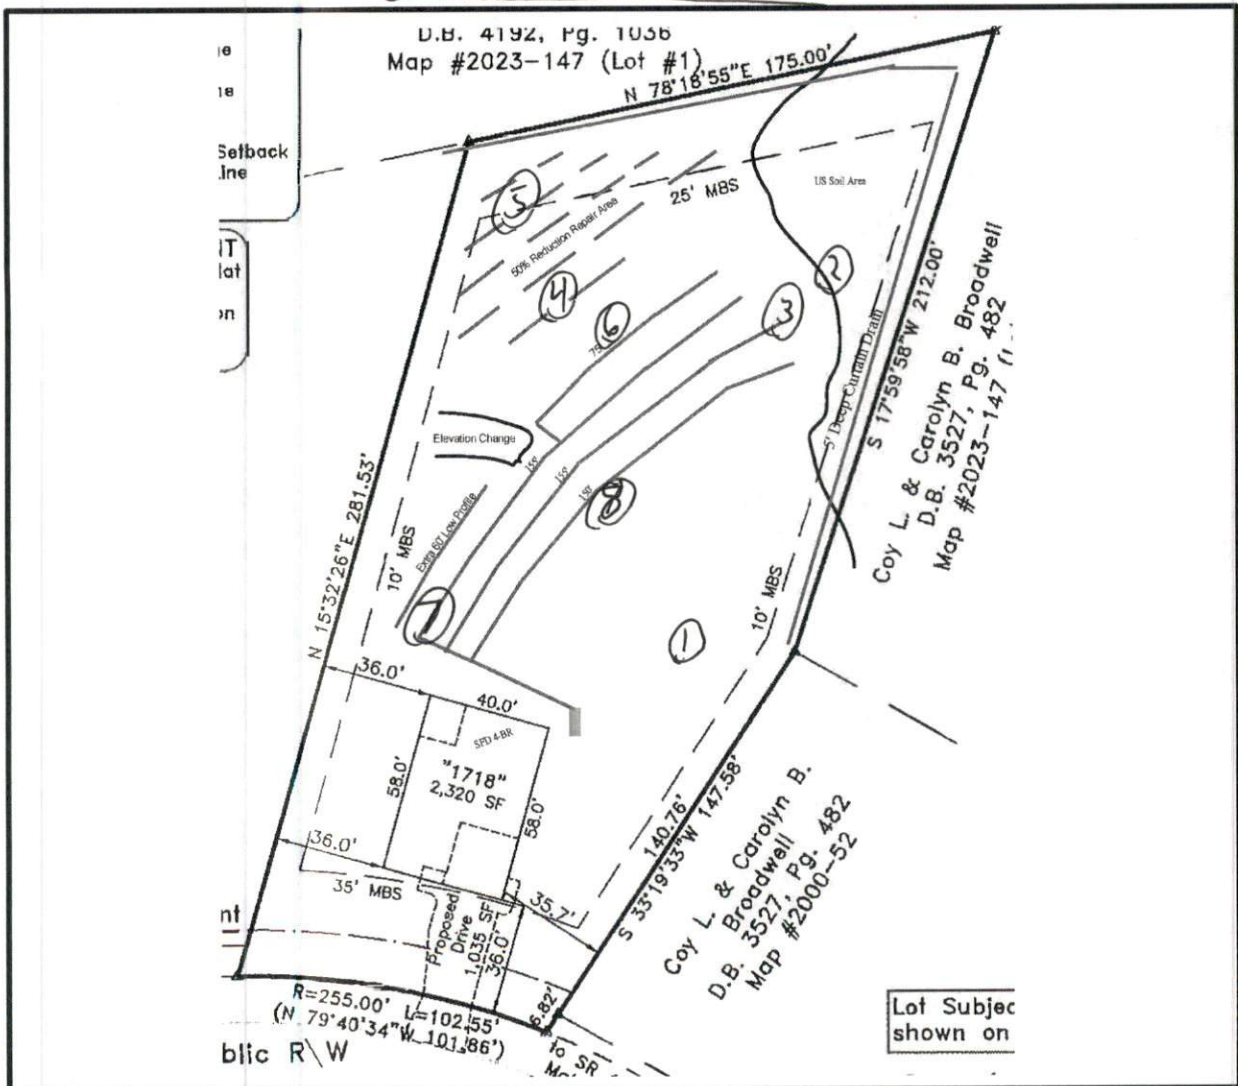 D.B. 4192, Pg. 1036
Map #2023-147 (Lot #1)
N 78°18'55"E 175.00'
Setback
25' MBS
US Soil Area
50% Reduction Repair Area
5
4
6
3
2
75'
5' Deep Curtain Drain
S 17°59'58"W 212.00'
Coy L. & Carolyn B. Broadwell
D.B. 3527, Pg. 482
Map #2023-147
Elevation Change
155'
155'
150'
8
Extra 60' Low Profile
10' MBS
N 15°32'26"E 281.53'
7
1
10' MBS
36.0'
40.0'
SFD 4-BR
"1718"
2,320 SF
58.0'
58.0'
36.0'
35' MBS
35.7'
Proposed
Drive
1,035 SF
36.0'
140.76'
S 33°19'33"W 147.58'
Coy L. & Carolyn B.
Broadwell
D.B. 3527, Pg. 482
Map #2000-52
6.82'
R=255.00' L=102.55'
(N 79°40'34"W 101.86')
blic R\W
to SR
Lot Subjec
shown on